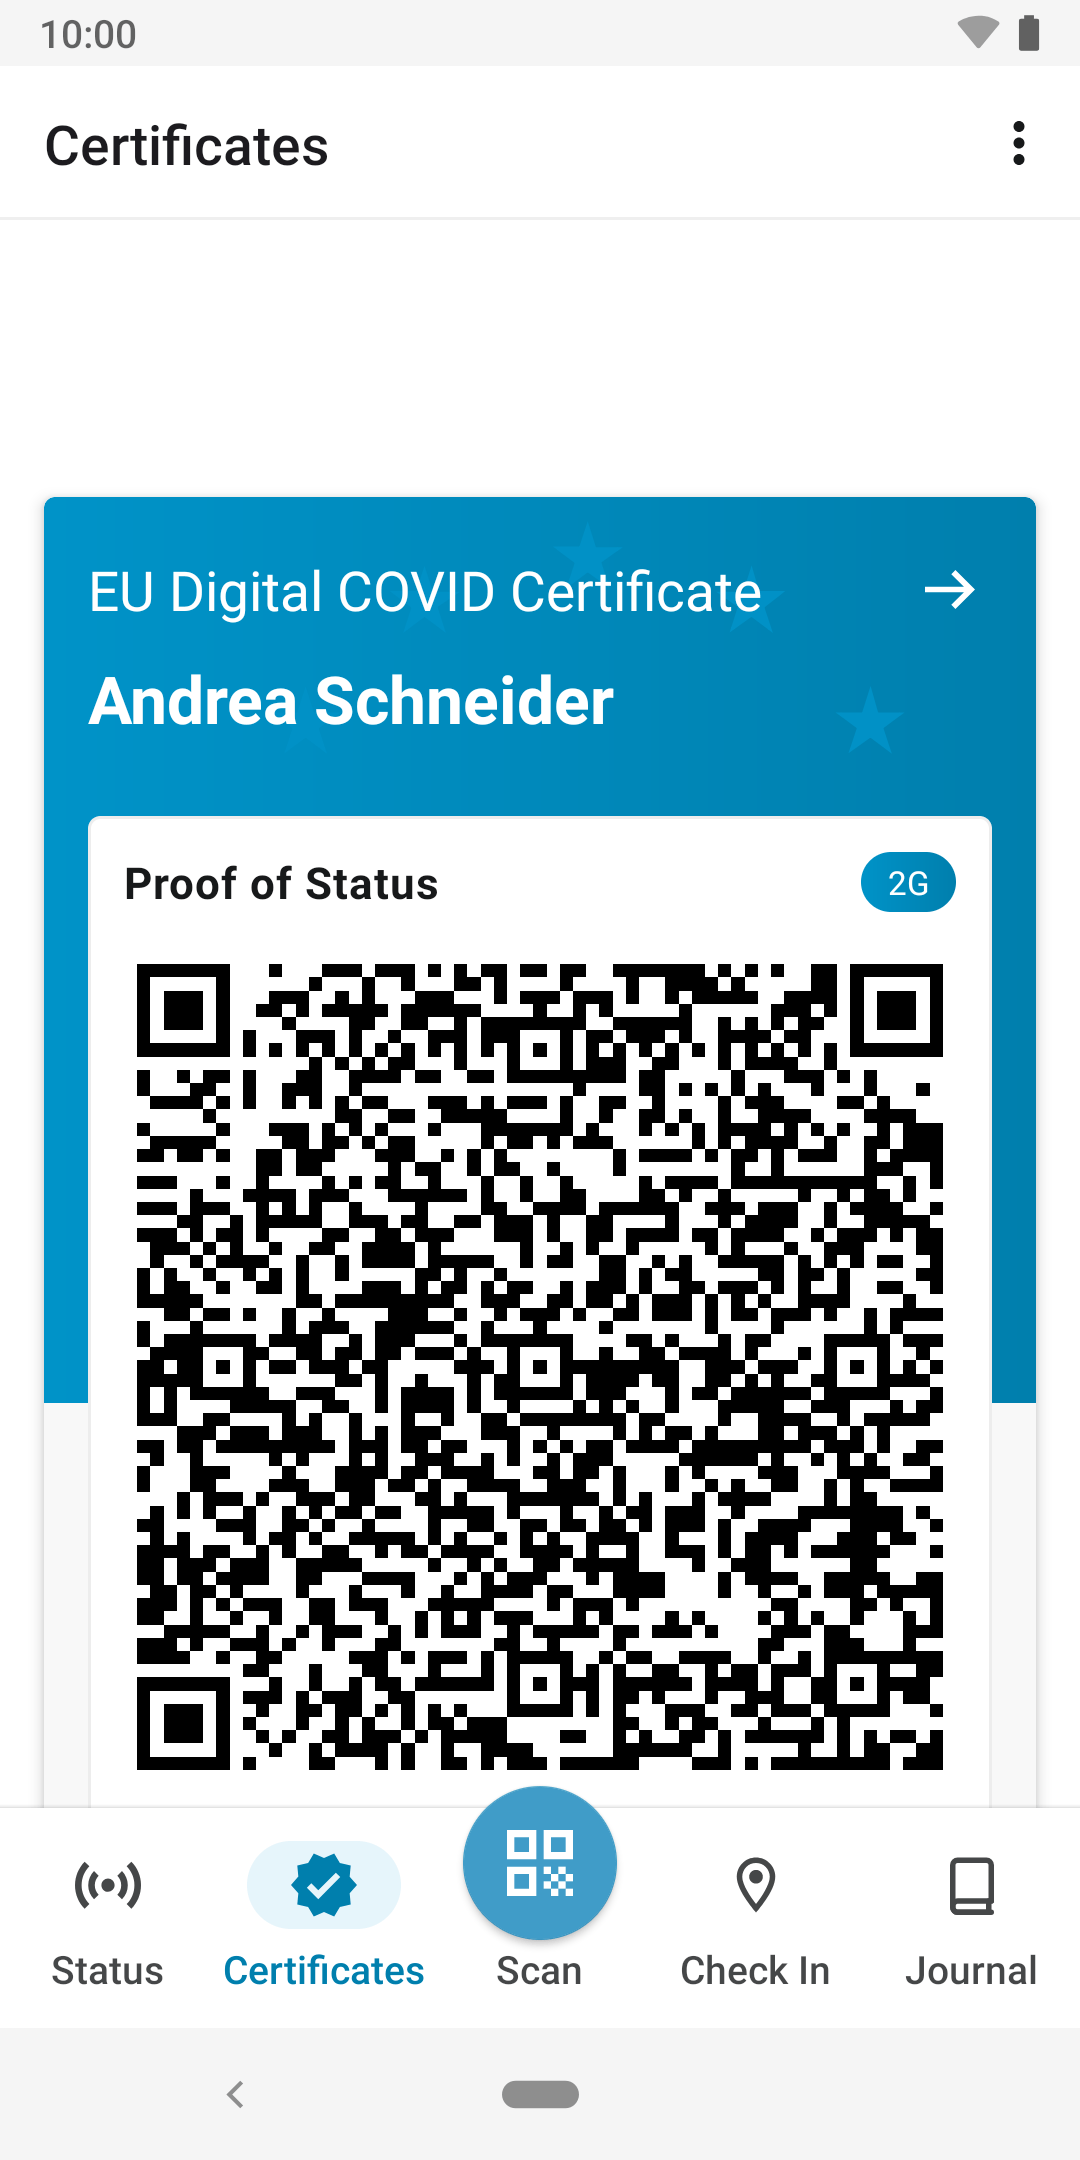 10:00
Certificates
EU Digital COVID Certificate
Andrea Schneider
Proof of Status
2G
Status
Certificates
Scan
Check In
Journal